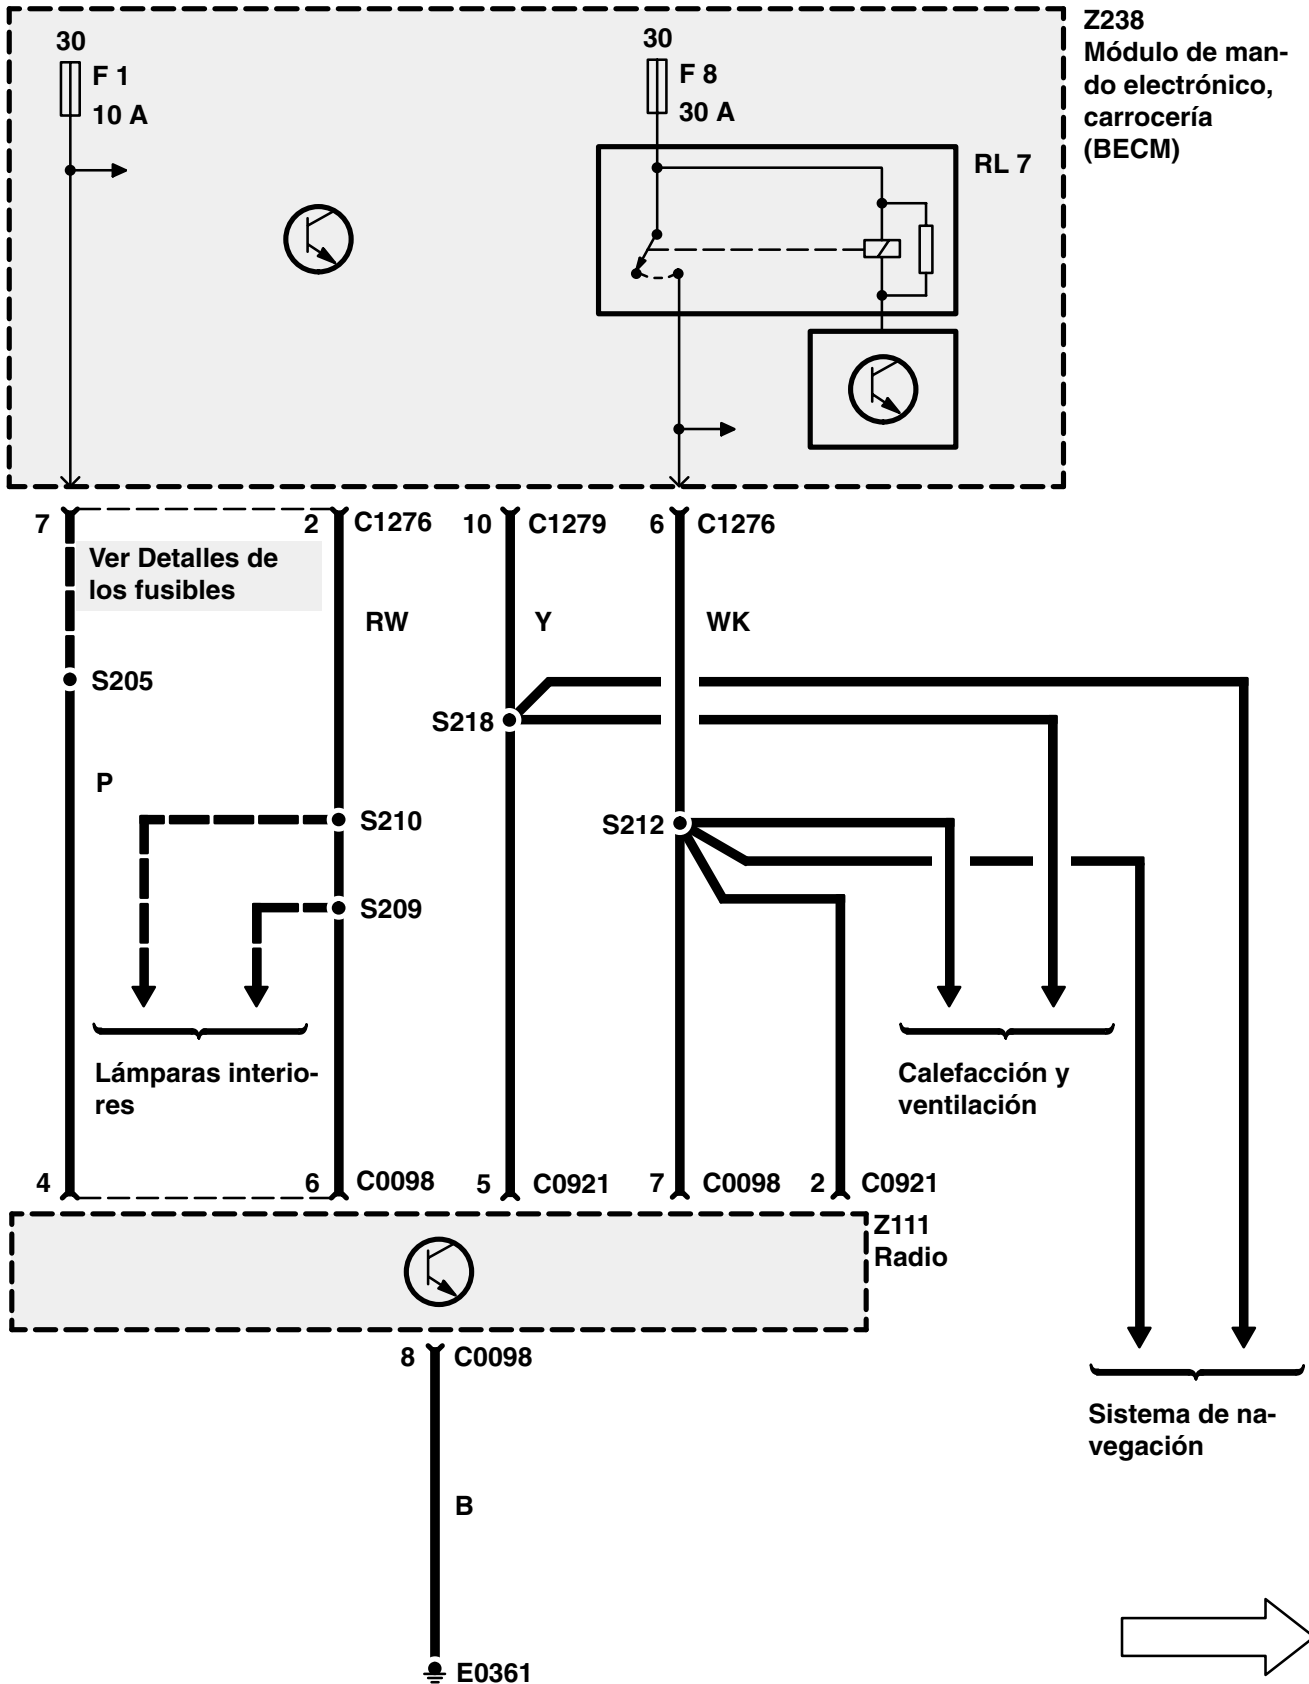 Z238
Módulo de man-
do electrónico,
carrocería
(BECM)
30
F 1
10 A
30
F 8
30 A
RL 7
7
2
C1276
10
C1279
6
C1276
Ver Detalles de
los fusibles
RW
Y
WK
S205
S218
P
S210
S212
S209
Lámparas interio-
res
Calefacción y
ventilación
4
6
C0098
5
C0921
7
C0098
2
C0921
Z111
Radio
8
C0098
Sistema de na-
vegación
B
E0361